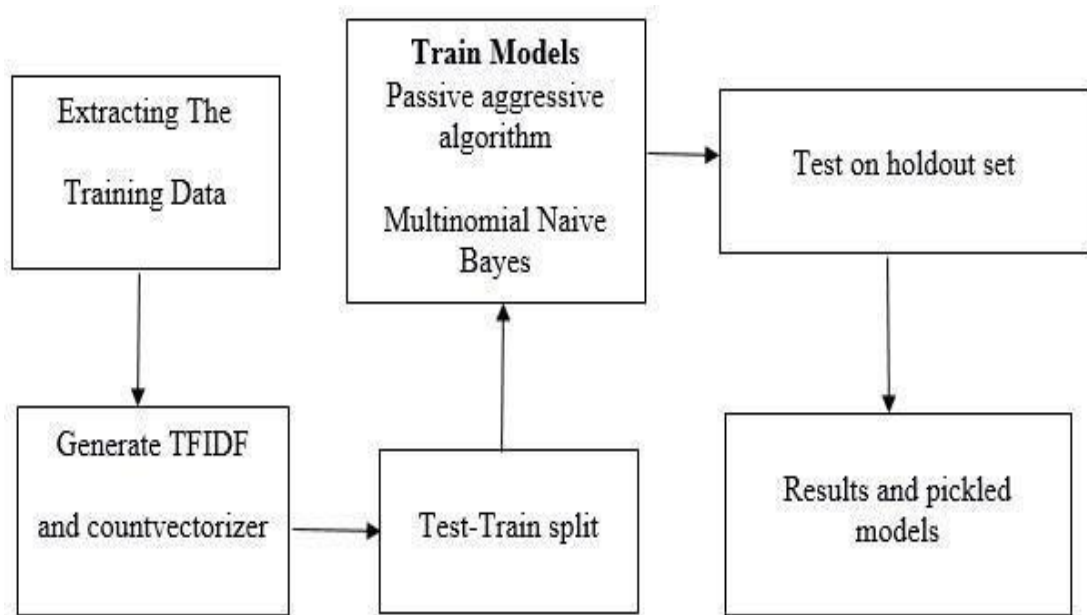 Extracting The
Training Data
Generate TFIDF
and countvectorizer
Test-Train split
Train Models
Passive aggressive
algorithm
Multinomial Naive
Bayes
Test on holdout set
Results and pickled
models